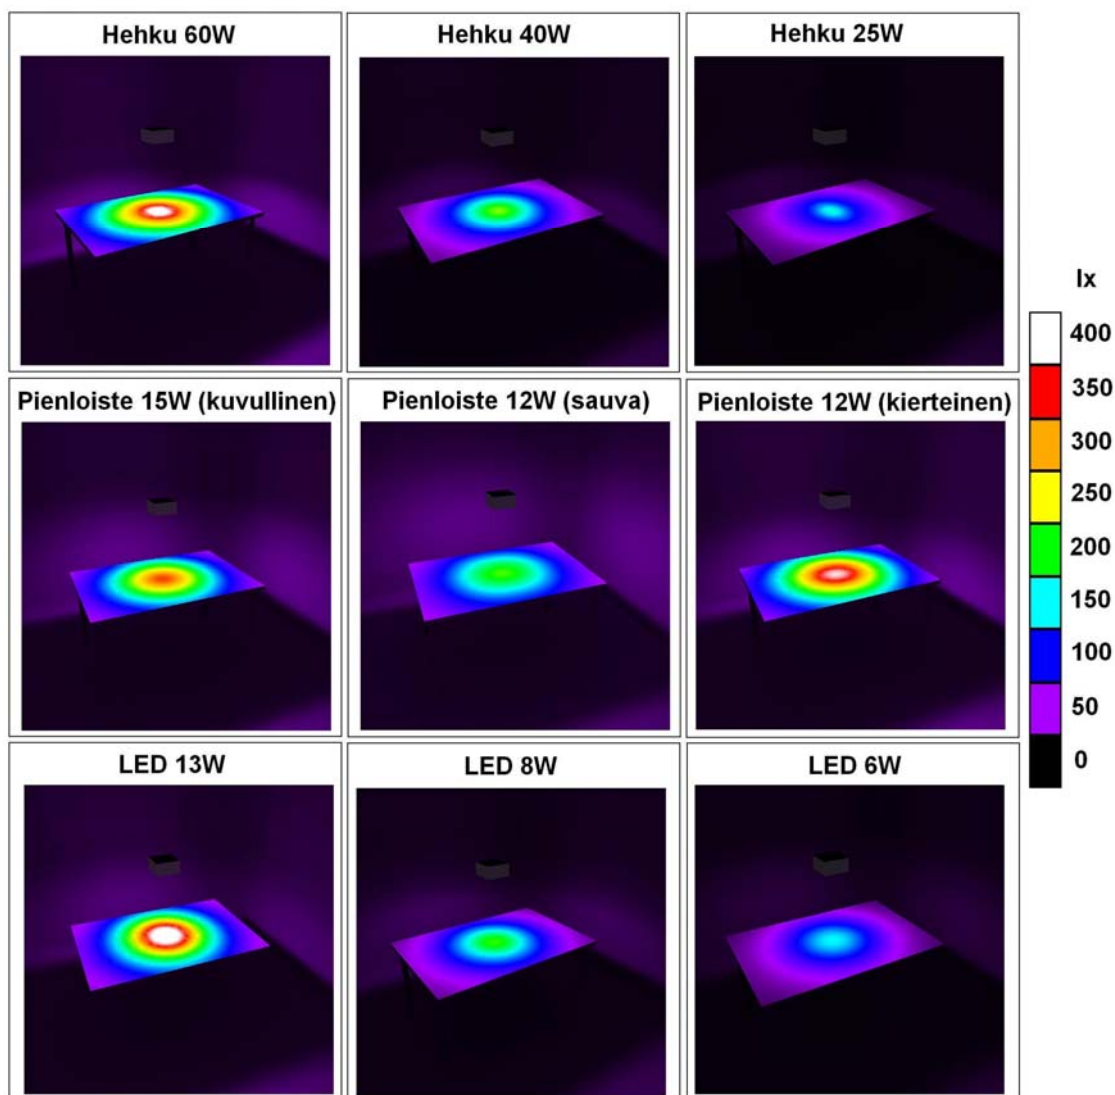 Hehku 60W
Hehku 40W
Hehku 25W
Pienloiste 15W (kuvullinen)
Pienloiste 12W (sauva)
Pienloiste 12W (kierteinen)
LED 13W
LED 8W
LED 6W
lx
400
350
300
250
200
150
100
50
0